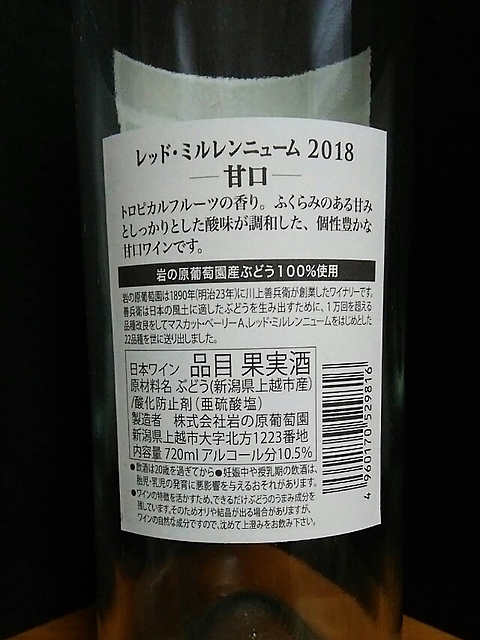 レッド・ミルレンニューム 2018
甘口
トロピカルフルーツの香り。ふくらみのある甘み
としっかりとした酸味が調和した、個性豊かな
甘口ワインです。
岩の原葡萄園産ぶどう100%使用
岩の原葡萄園は1890年(明治23年)に川上善兵衛が創業したワイナリーです。
善兵衛は日本の風土に適したぶどうを生み出すために、1万回を超える
品種改良をしてマスカット・ベーリーA、レッド・ミルレンニュームをはじめとした
22品種を世に送り出しました。
日本ワイン 品目 果実酒
原材料名 ぶどう(新潟県上越市産)
/酸化防止剤(亜硫酸塩)
製造者 株式会社岩の原葡萄園
新潟県上越市大字北方1223番地
内容量 720ml アルコール分10.5%
●飲酒は20歳を過ぎてから●妊娠中や授乳期の飲酒は、
胎児・乳児の発育に悪影響を与えるおそれがあります。
●ワインの特徴を活かすため、できるだけぶどうのうまみ成分を
残しています。そのためオリや結晶が出る場合がありますが、
ワインの自然な成分ですので、沈めて上澄みをお飲み下さい。
4 960170 529816